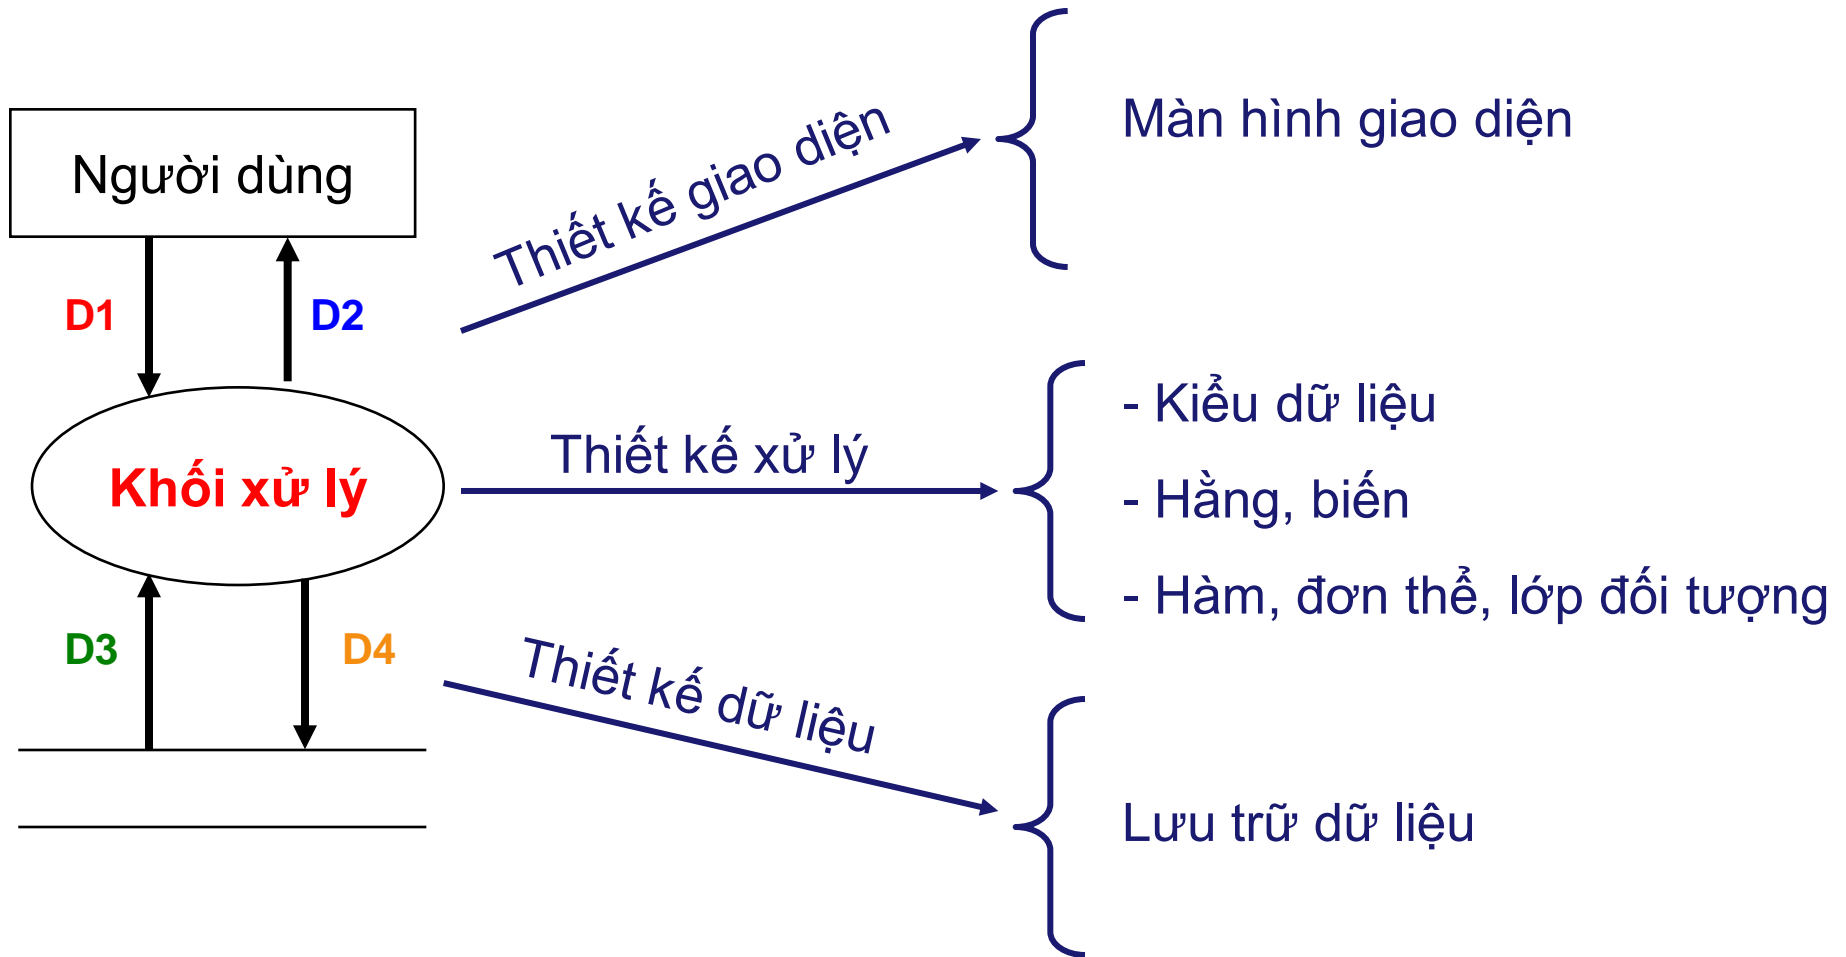 Người dùng
D1
D2
Khối xử lý
D3
D4
Thiết kế giao diện
Màn hình giao diện
Thiết kế xử lý
- Kiểu dữ liệu
- Hằng, biến
- Hàm, đơn thể, lớp đối tượng
Thiết kế dữ liệu
Lưu trữ dữ liệu